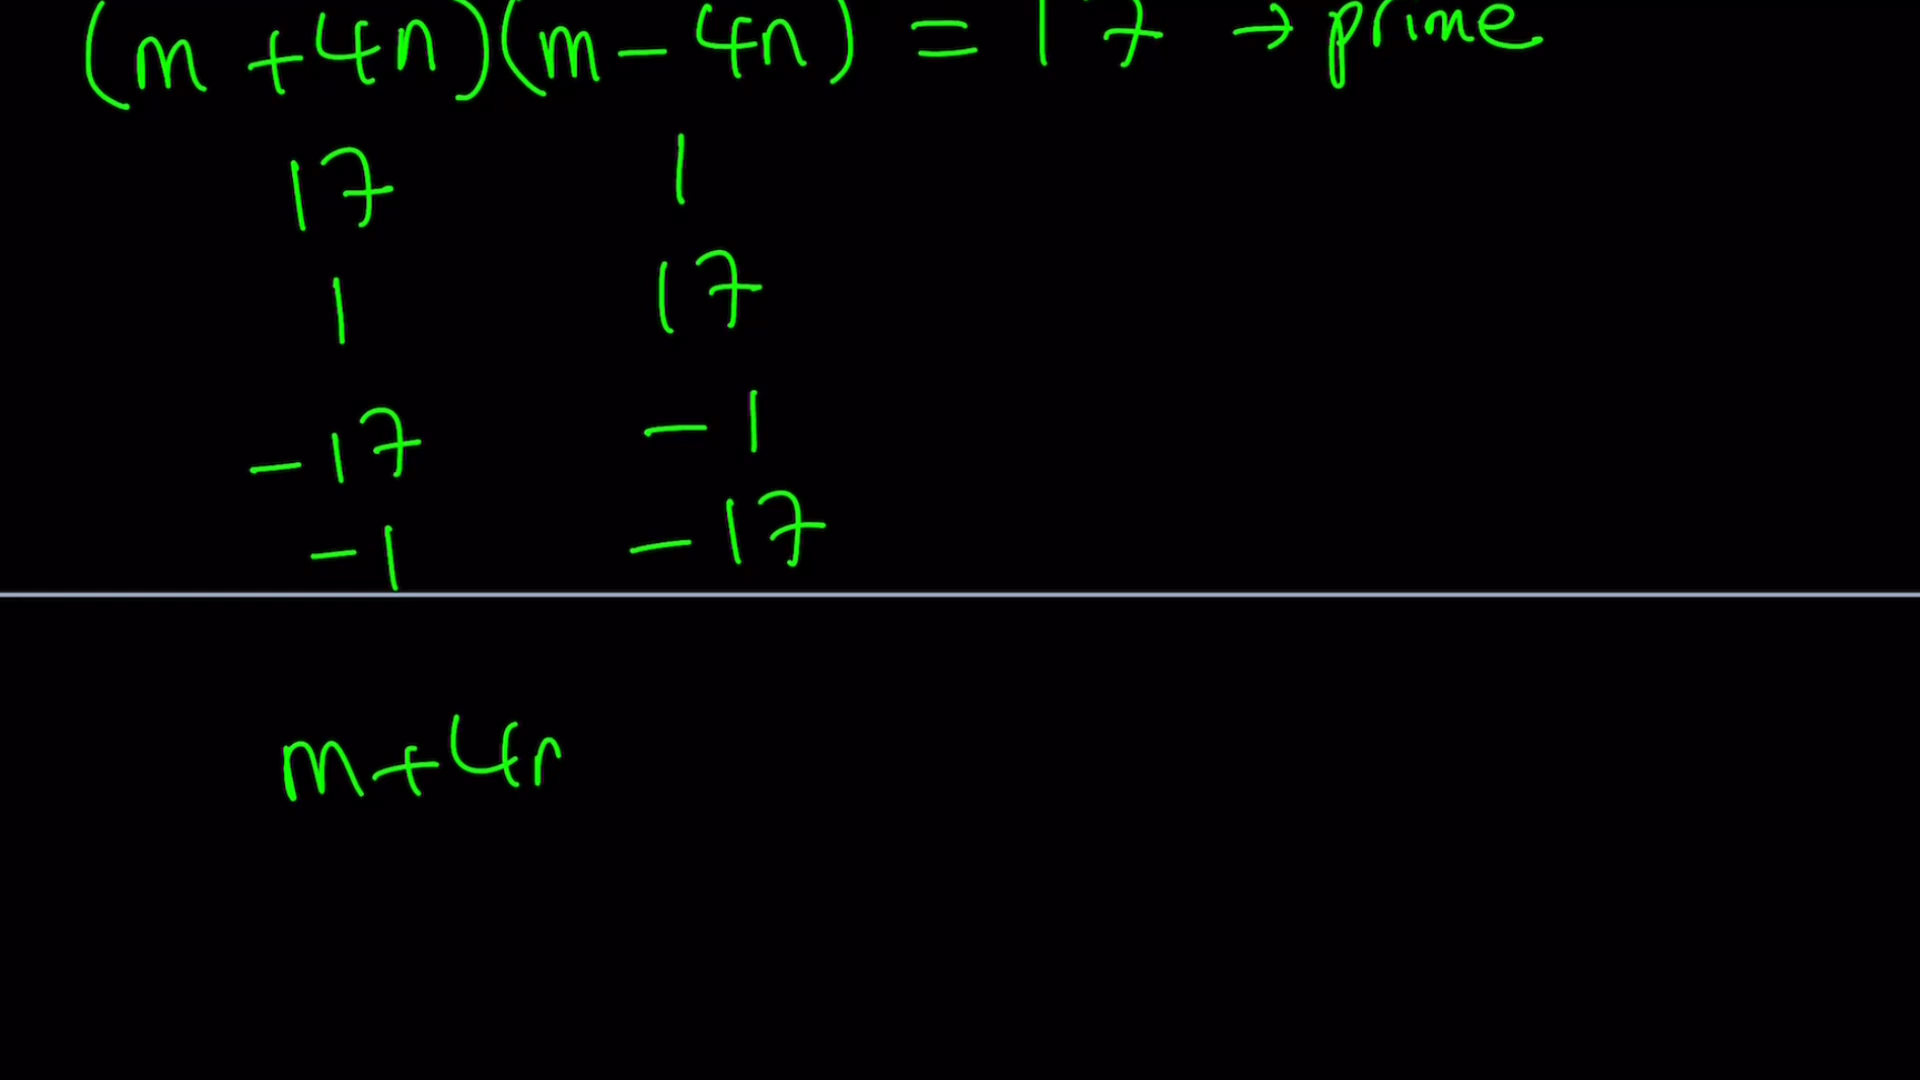 (m+4n)(m-4n) = 17 → prime
17 1
1 17
-17 -1
-1 -17
m+4n